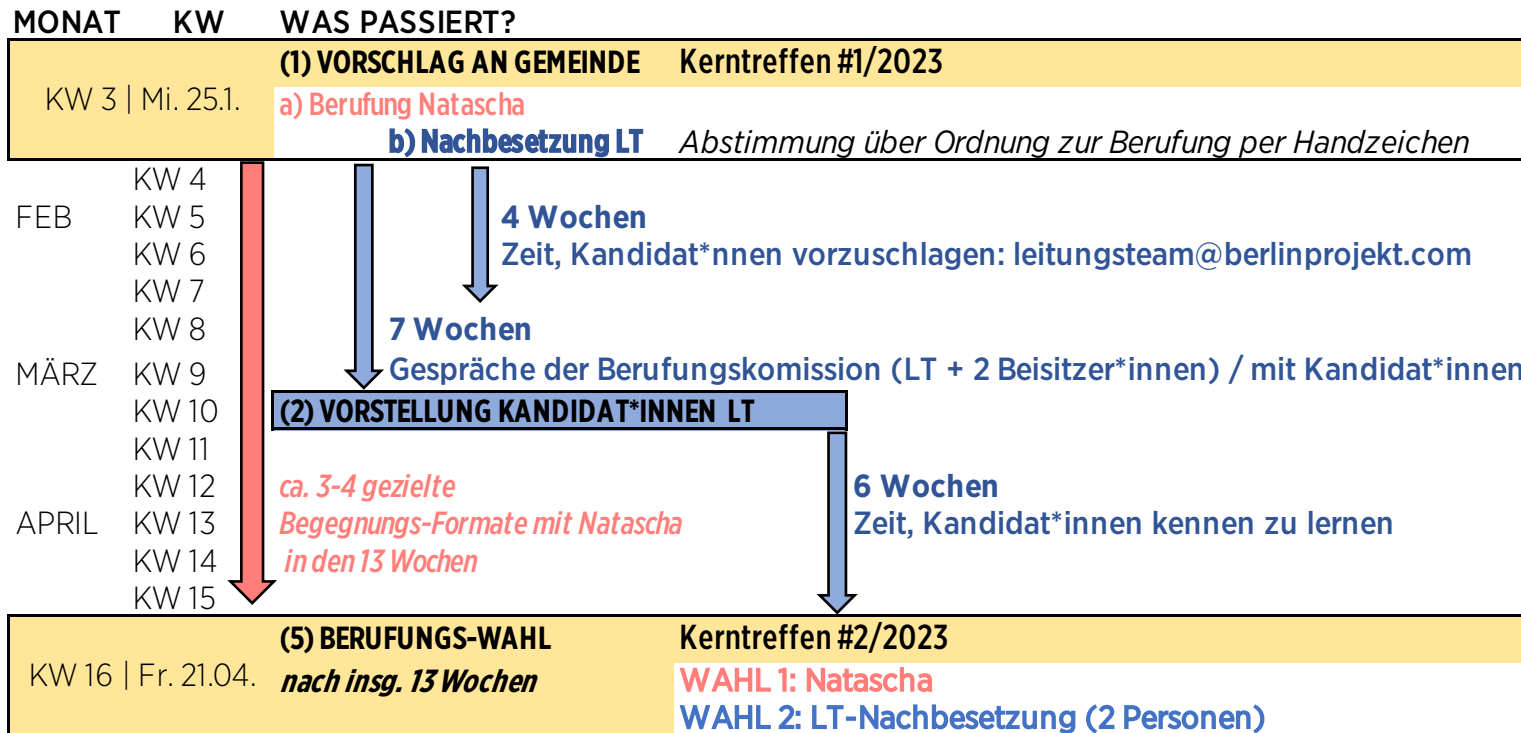 MONAT KW WAS PASSIERT?
(1) VORSCHLAG AN GEMEINDE Kerntreffen #1/2023
KW 3 | Mi. 25.1. a) Berufung Natascha
b) Nachbesetzung LT Abstimmung über Ordnung zur Berufung per Handzeichen
KW 4
FEB KW 5 4 Wochen
KW 6 Zeit, Kandidat*nnen vorzuschlagen: leitungsteam@berlinprojekt.com
KW 7
KW 8 7 Wochen
MÄRZ KW 9 Gespräche der Berufungskomission (LT + 2 Beisitzer*innen) / mit Kandidat*innen
KW 10 (2) VORSTELLUNG KANDIDAT*INNEN LT
KW 11
KW 12 ca. 3-4 gezielte 6 Wochen
APRIL KW 13 Begegnungs-Formate mit Natascha Zeit, Kandidat*innen kennen zu lernen
KW 14 in den 13 Wochen
KW 15
(5) BERUFUNGS-WAHL Kerntreffen #2/2023
KW 16 | Fr. 21.04. nach insg. 13 Wochen WAHL 1: Natascha
WAHL 2: LT-Nachbesetzung (2 Personen)